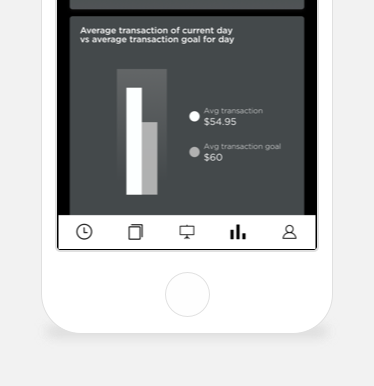 Average transaction of current day
vs average transaction goal for day
Avg transaction
$54.95
Avg transaction goal
$60